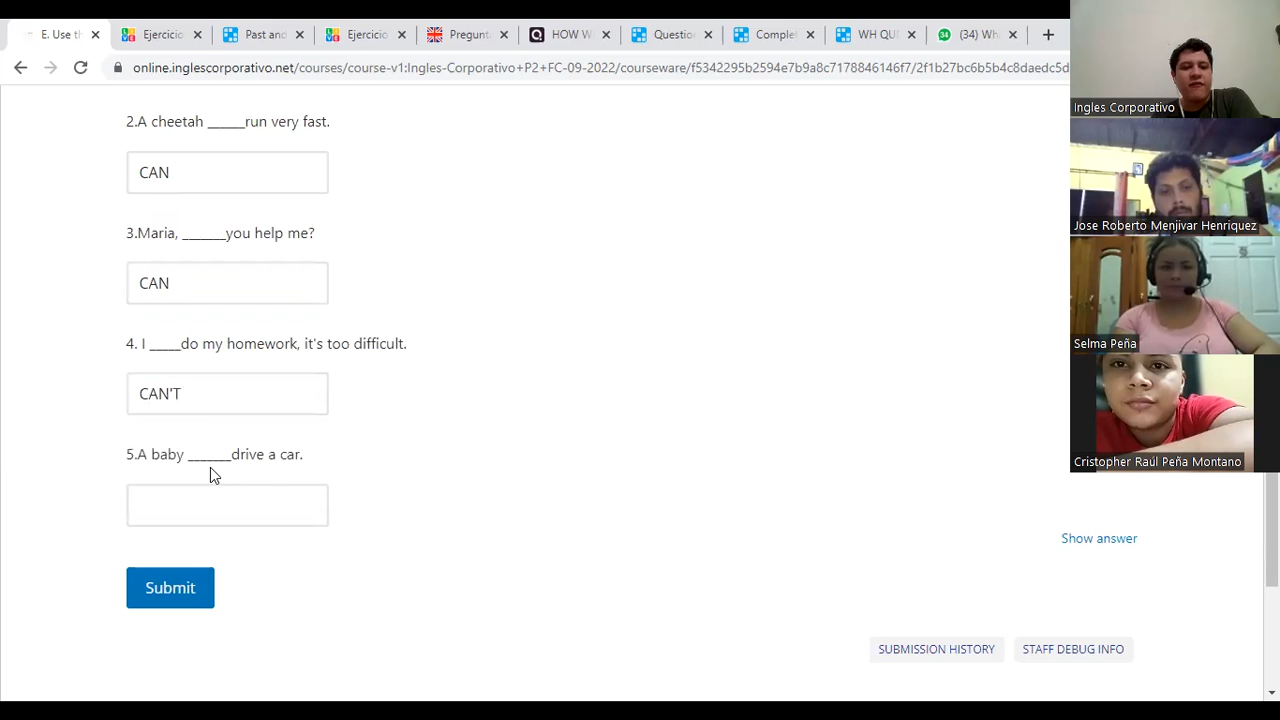 E. Use th
Ejercicio
Past and
Ejercicio
Pregunt
HOW W
Questio
Comple
WH QU
(34) Wh
online.inglescorporativo.net/courses/course-v1:Ingles-Corporativo+P2+FC-09-2022/courseware/f5342295b2594e7b9a8c7178846146f7/2f1b27bc6b5b4c8daedc5d
2.A cheetah ______run very fast.
CAN
3.Maria, _______you help me?
CAN
4. I _____do my homework, it's too difficult.
CAN'T
5.A baby _______drive a car.
Show answer
Submit
SUBMISSION HISTORY
STAFF DEBUG INFO
Ingles Corporativo
Jose Roberto Menjivar Henriquez
Selma Peña
Cristopher Raúl Peña Montano